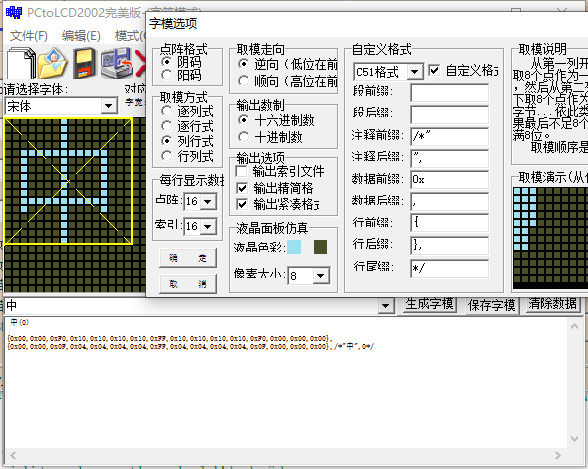 PCtoLCD2002完美版-(字符模式)
文件(F) 编辑(E) 模式(
请选择字体:
对应
宋体
字宽
字模选项
点阵格式
阴码
阳码
取模方式
逐列式
逐行式
列行式
行列式
每行显示数据
点阵: 16
索引: 16
确 定
取 消
取模走向
逆向(低位在前
顺向(高位在前
输出数制
十六进制数
十进制数
输出选项
输出索引文件
输出精简格
输出紧凑格式
液晶面板仿真
液晶色彩:
像素大小: 8
自定义格式
C51格式
自定义格式
段前缀:
段后缀:
注释前缀: /*"
注释后缀: ",
数据前缀: 0x
数据后缀: ,
行前缀: {
行后缀: },
行尾缀: */
取模说明
从第一列开
取8个点作为一
,然后从第二
下取8个点作为
字节...依此类
果最后不足8个
满8位。
取模顺序是
取模演示(从
中
生成字模
保存字模
清除数据
中(0)
{0x00,0x00,0xF0,0x10,0x10,0x10,0x10,0xFF,0x10,0x10,0x10,0x10,0xF0,0x00,0x00,0x00},
{0x00,0x00,0x0F,0x04,0x04,0x04,0x04,0xFF,0x04,0x04,0x04,0x04,0x0F,0x00,0x00,0x00},/*"中",0*/